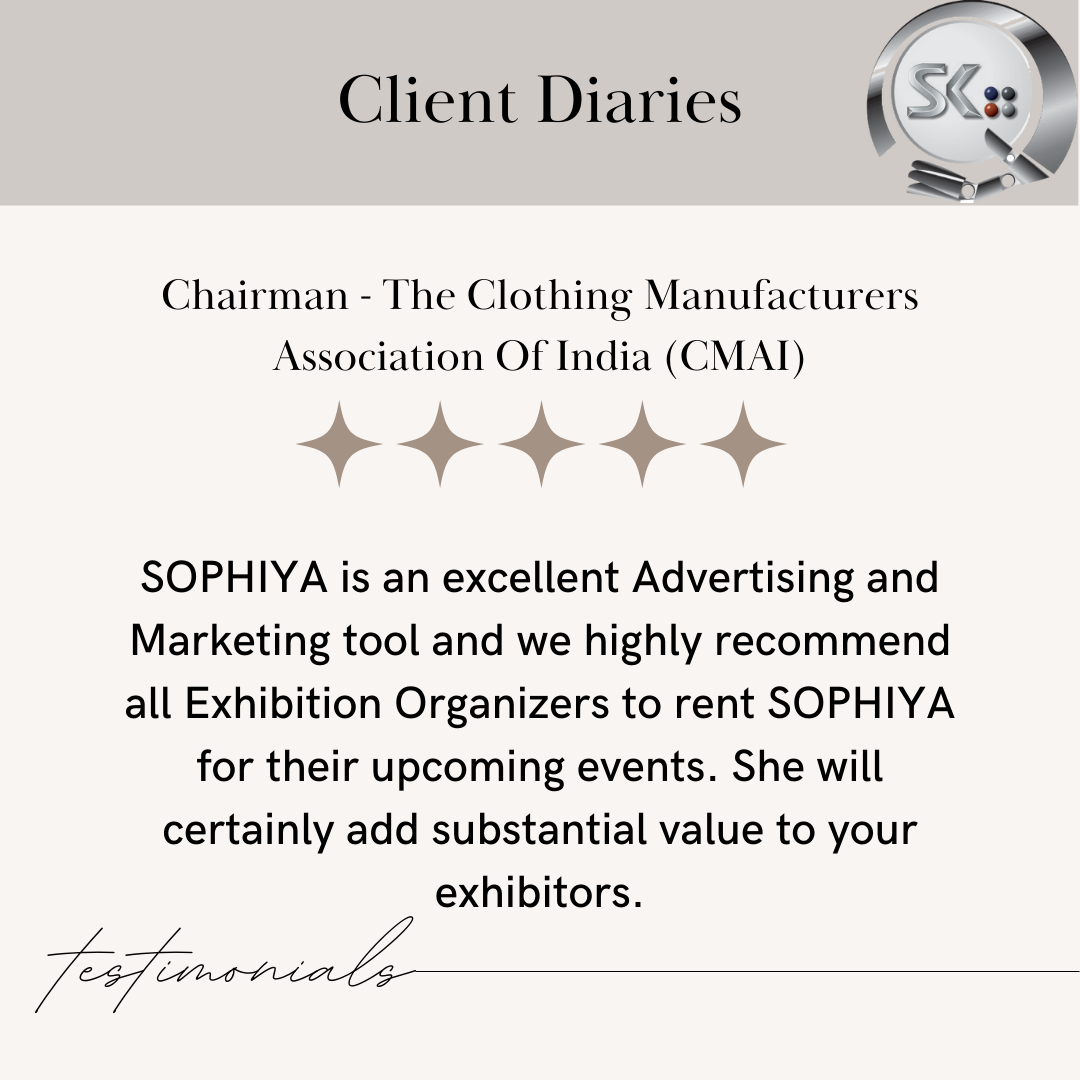 Client Diaries
SK
Chairman - The Clothing Manufacturers
Association Of India (CMAI)
SOPHIYA is an excellent Advertising and
Marketing tool and we highly recommend
all Exhibition Organizers to rent SOPHIYA
for their upcoming events. She will
certainly add substantial value to your
exhibitors.
testimonials